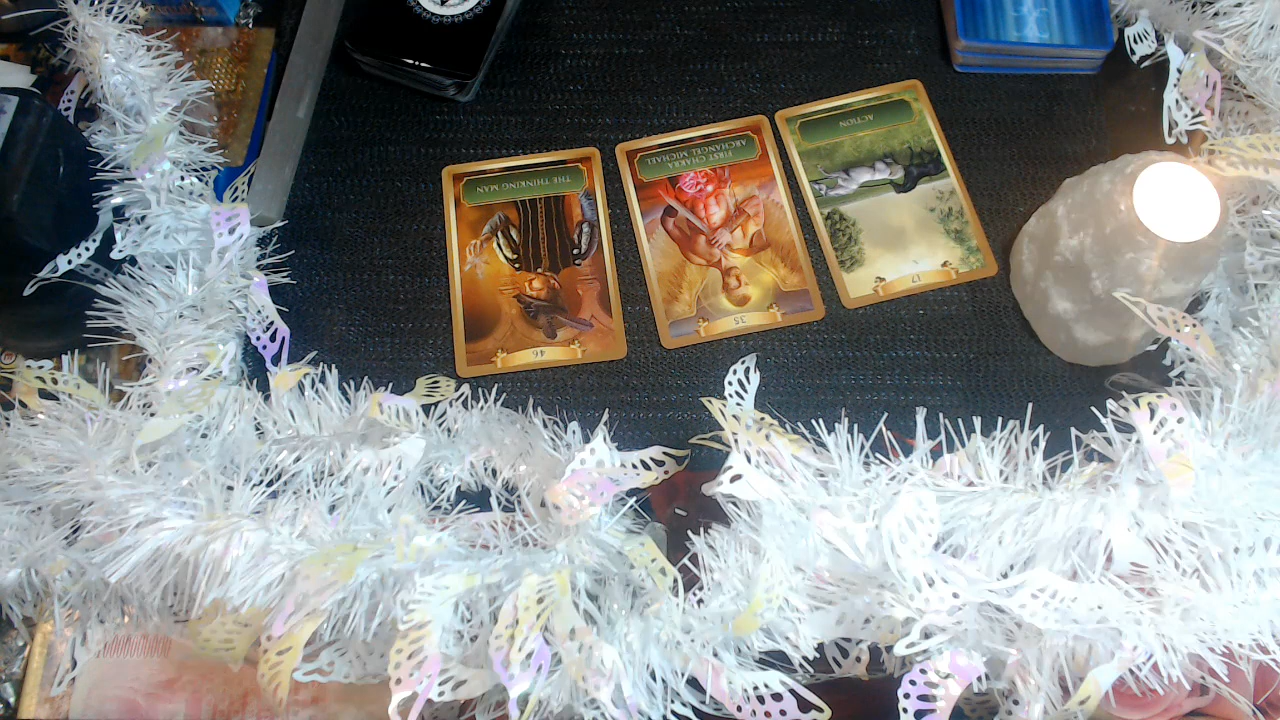 THE THINKING MAN
46
FIRST CHAKRA
ARCHANGEL MICHAEL
35
ACTION
17